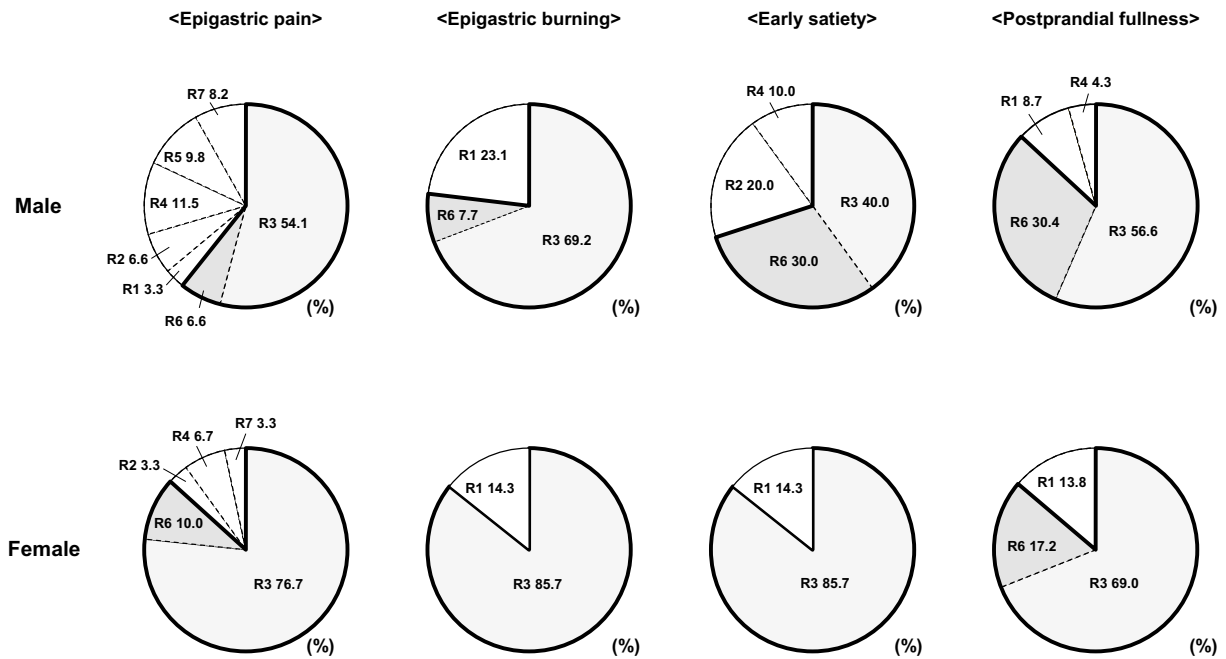 <Epigastric pain>
<Epigastric burning>
<Early satiety>
<Postprandial fullness>
Male
R7 8.2
R5 9.8
R4 11.5
R2 6.6
R1 3.3
R6 6.6
R3 54.1
(%)
R1 23.1
R6 7.7
R3 69.2
(%)
R4 10.0
R2 20.0
R6 30.0
R3 40.0
(%)
R4 4.3
R1 8.7
R6 30.4
R3 56.6
(%)
Female
R7 3.3
R4 6.7
R2 3.3
R6 10.0
R3 76.7
(%)
R1 14.3
R3 85.7
(%)
R1 14.3
R3 85.7
(%)
R1 13.8
R6 17.2
R3 69.0
(%)